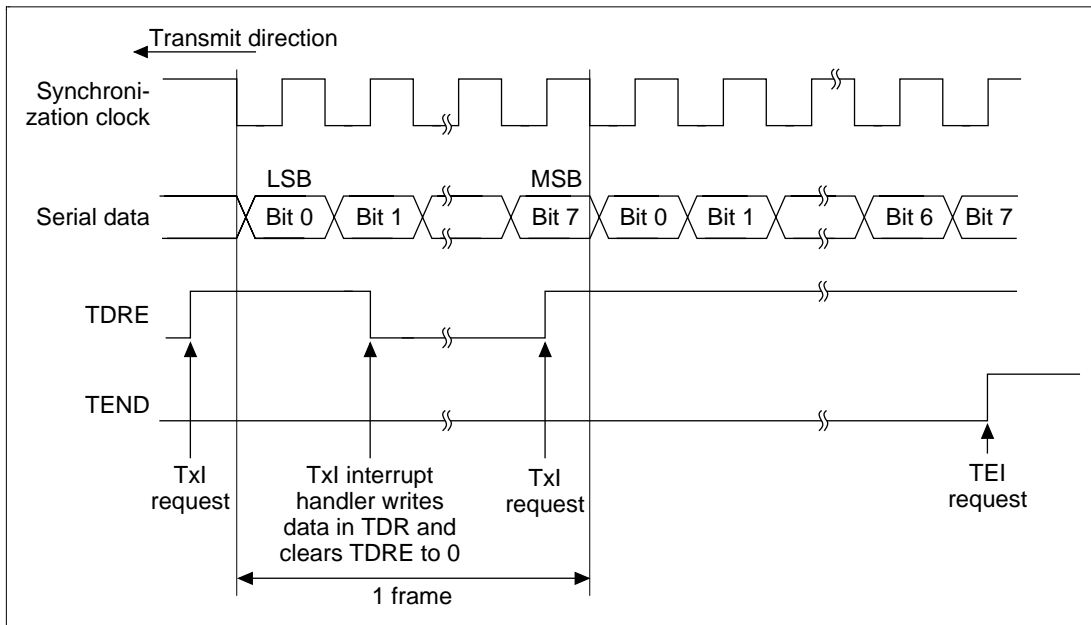 Transmit direction
Synchroni-
zation clock
LSB
MSB
Serial data
Bit 0
Bit 1
Bit 7
Bit 0
Bit 1
Bit 6
Bit 7
TDRE
TEND
TxI
request
TxI interrupt
handler writes
data in TDR and
clears TDRE to 0
TxI
request
TEI
request
1 frame